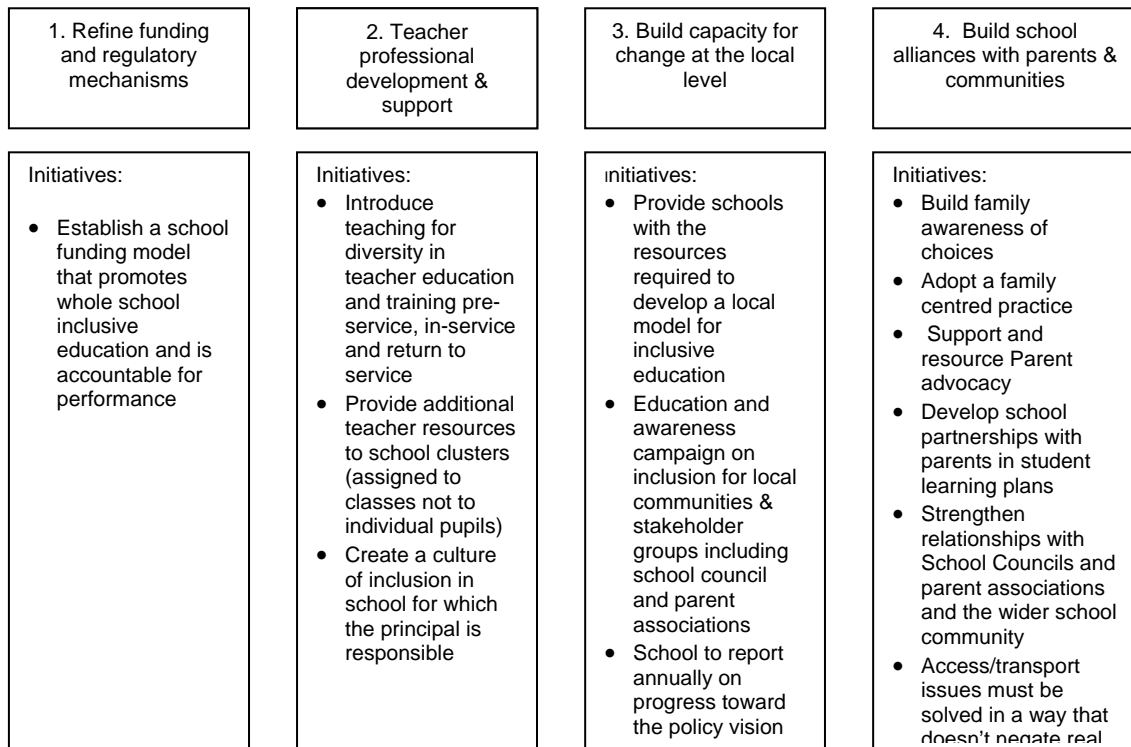 1. Refine funding
and regulatory
mechanisms
2. Teacher
professional
development &
support
3. Build capacity for
change at the local
level
4. Build school
alliances with parents &
communities
Initiatives:
• Establish a school
funding model
that promotes
whole school
inclusive
education and is
accountable for
performance
Initiatives:
• Introduce
teaching for
diversity in
teacher education
and training pre-
service, in-service
and return to
service
• Provide additional
teacher resources
to school clusters
(assigned to
classes not to
individual pupils)
• Create a culture
of inclusion in
school for which
the principal is
responsible
Initiatives:
• Provide schools
with the
resources
required to
develop a local
model for
inclusive
education
• Education and
awareness
campaign on
inclusion for local
communities &
stakeholder
groups including
school council
and parent
associations
• School to report
annually on
progress toward
the policy vision
Initiatives:
• Build family
awareness of
choices
• Adopt a family
centred practice
• Support and
resource Parent
advocacy
• Develop school
partnerships with
parents in student
learning plans
• Strengthen
relationships with
School Councils and
parent associations
and the wider school
community
• Access/transport
issues must be
solved in a way that
doesn't negate real